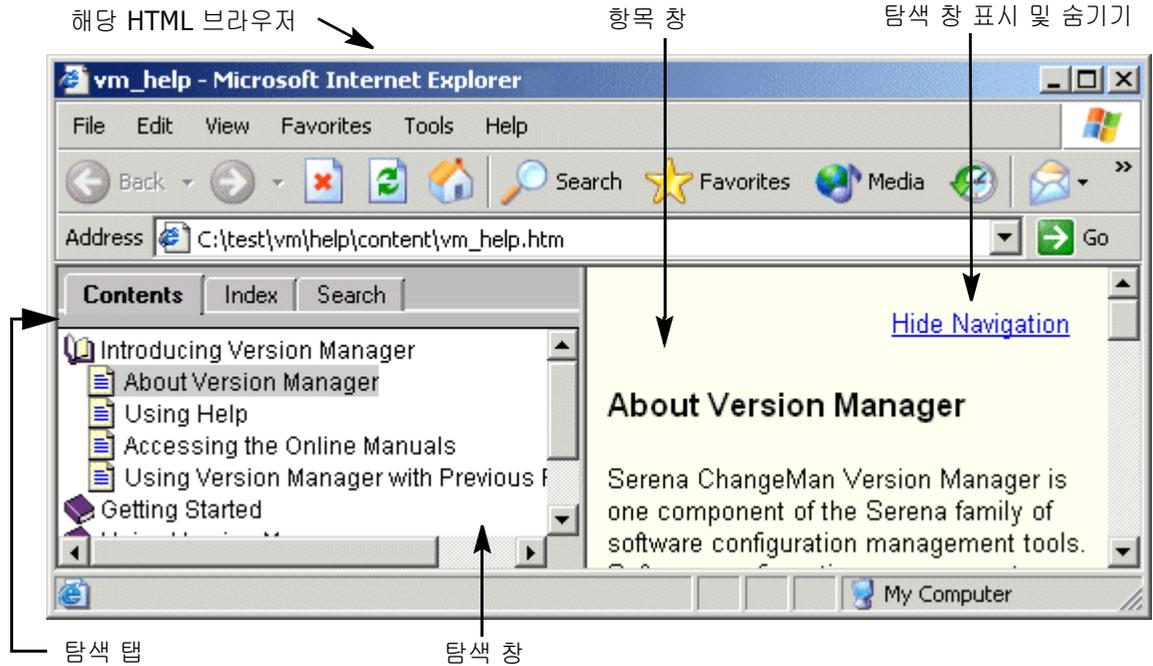 해당 HTML 브라우저
항목 창
탐색 창 표시 및 숨기기
vm_help - Microsoft Internet Explorer
File Edit View Favorites Tools Help
Back Search Favorites Media
Address C:\test\vm\help\content\vm_help.htm Go
Contents Index Search
Introducing Version Manager
About Version Manager
Using Help
Accessing the Online Manuals
Using Version Manager with Previous
Getting Started
Hide Navigation
About Version Manager
Serena ChangeMan Version Manager is
one component of the Serena family of
software configuration management tools.
My Computer
탐색 탭
탐색 창